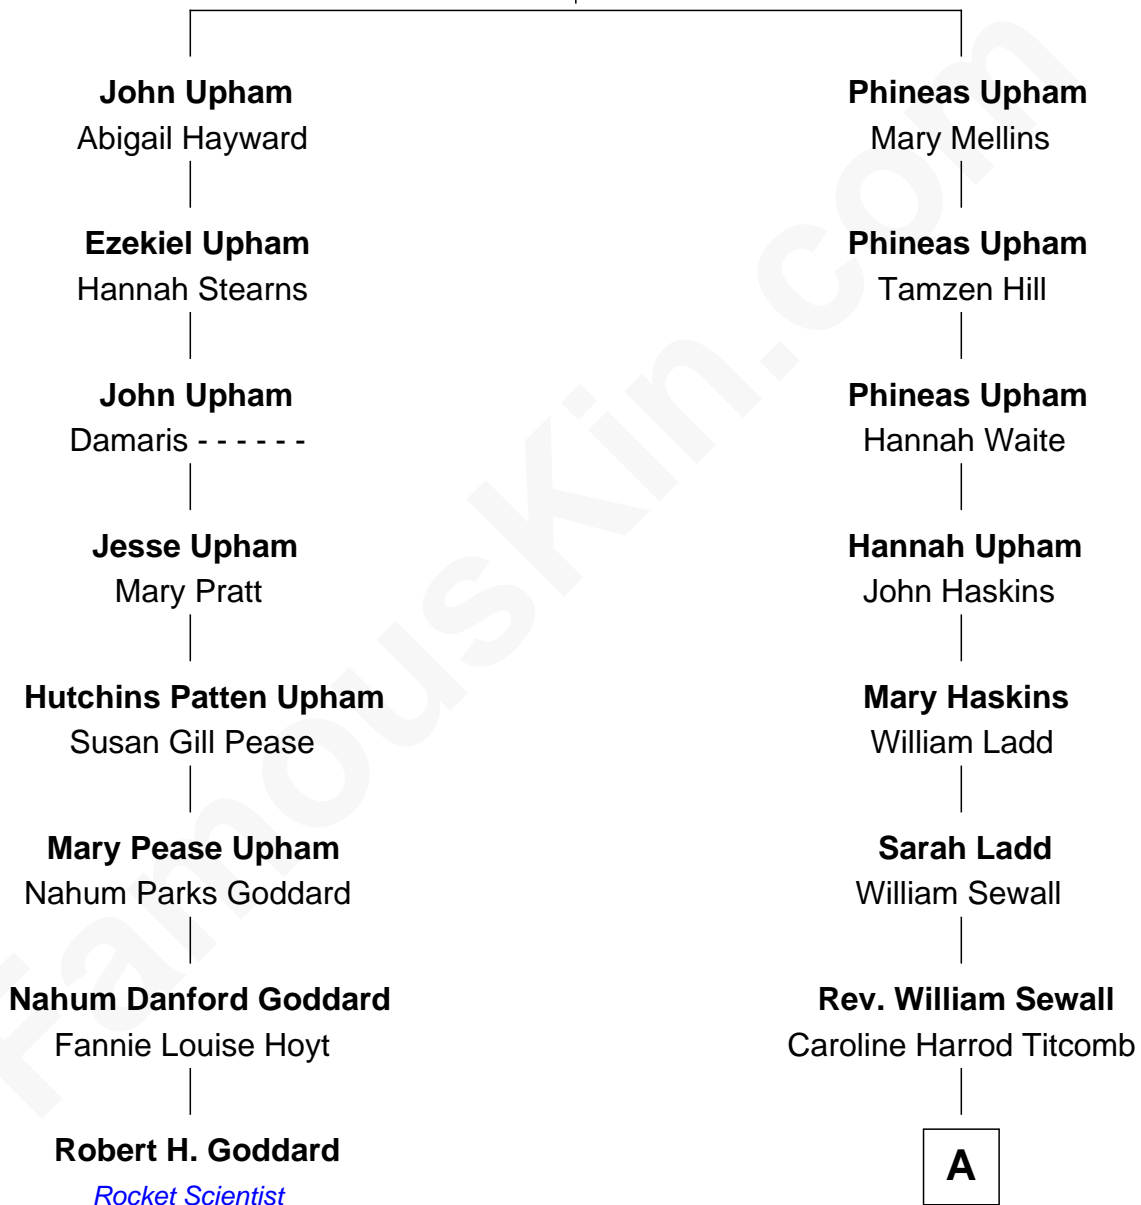 John Upham
Abigail Hayward
Ezekiel Upham
Hannah Stearns
John Upham
Damaris - - - - - -
Jesse Upham
Mary Pratt
Hutchins Patten Upham
Susan Gill Pease
Mary Pease Upham
Nahum Parks Goddard
Nahum Danford Goddard
Fannie Louise Hoyt
Robert H. Goddard
Rocket Scientist
Phineas Upham
Mary Mellins
Phineas Upham
Tamzen Hill
Phineas Upham
Hannah Waite
Hannah Upham
John Haskins
Mary Haskins
William Ladd
Sarah Ladd
William Sewall
Rev. William Sewall
Caroline Harrod Titcomb
A
FamousKin.com